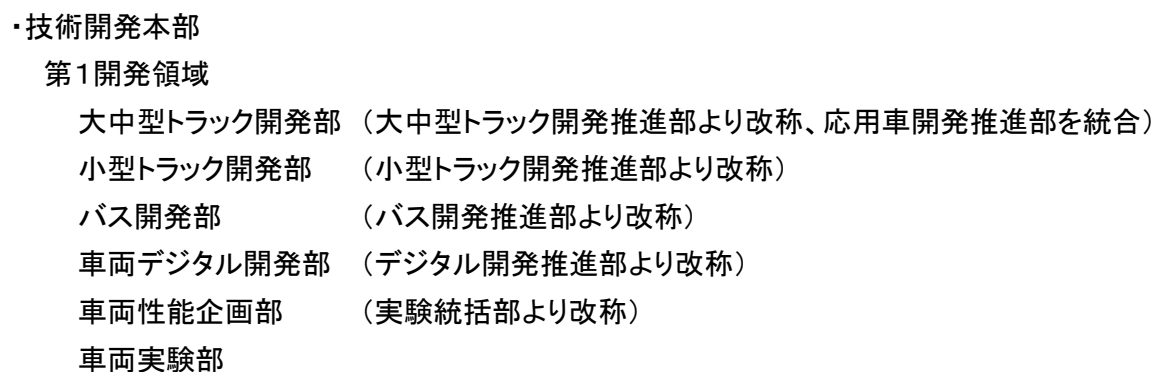 ・技術開発本部
第１開発領域
大中型トラック開発部 （大中型トラック開発推進部より改称、応用車開発推進部を統合）
小型トラック開発部 （小型トラック開発推進部より改称）
バス開発部 （バス開発推進部より改称）
車両デジタル開発部 （デジタル開発推進部より改称）
車両性能企画部 （実験統括部より改称）
車両実験部